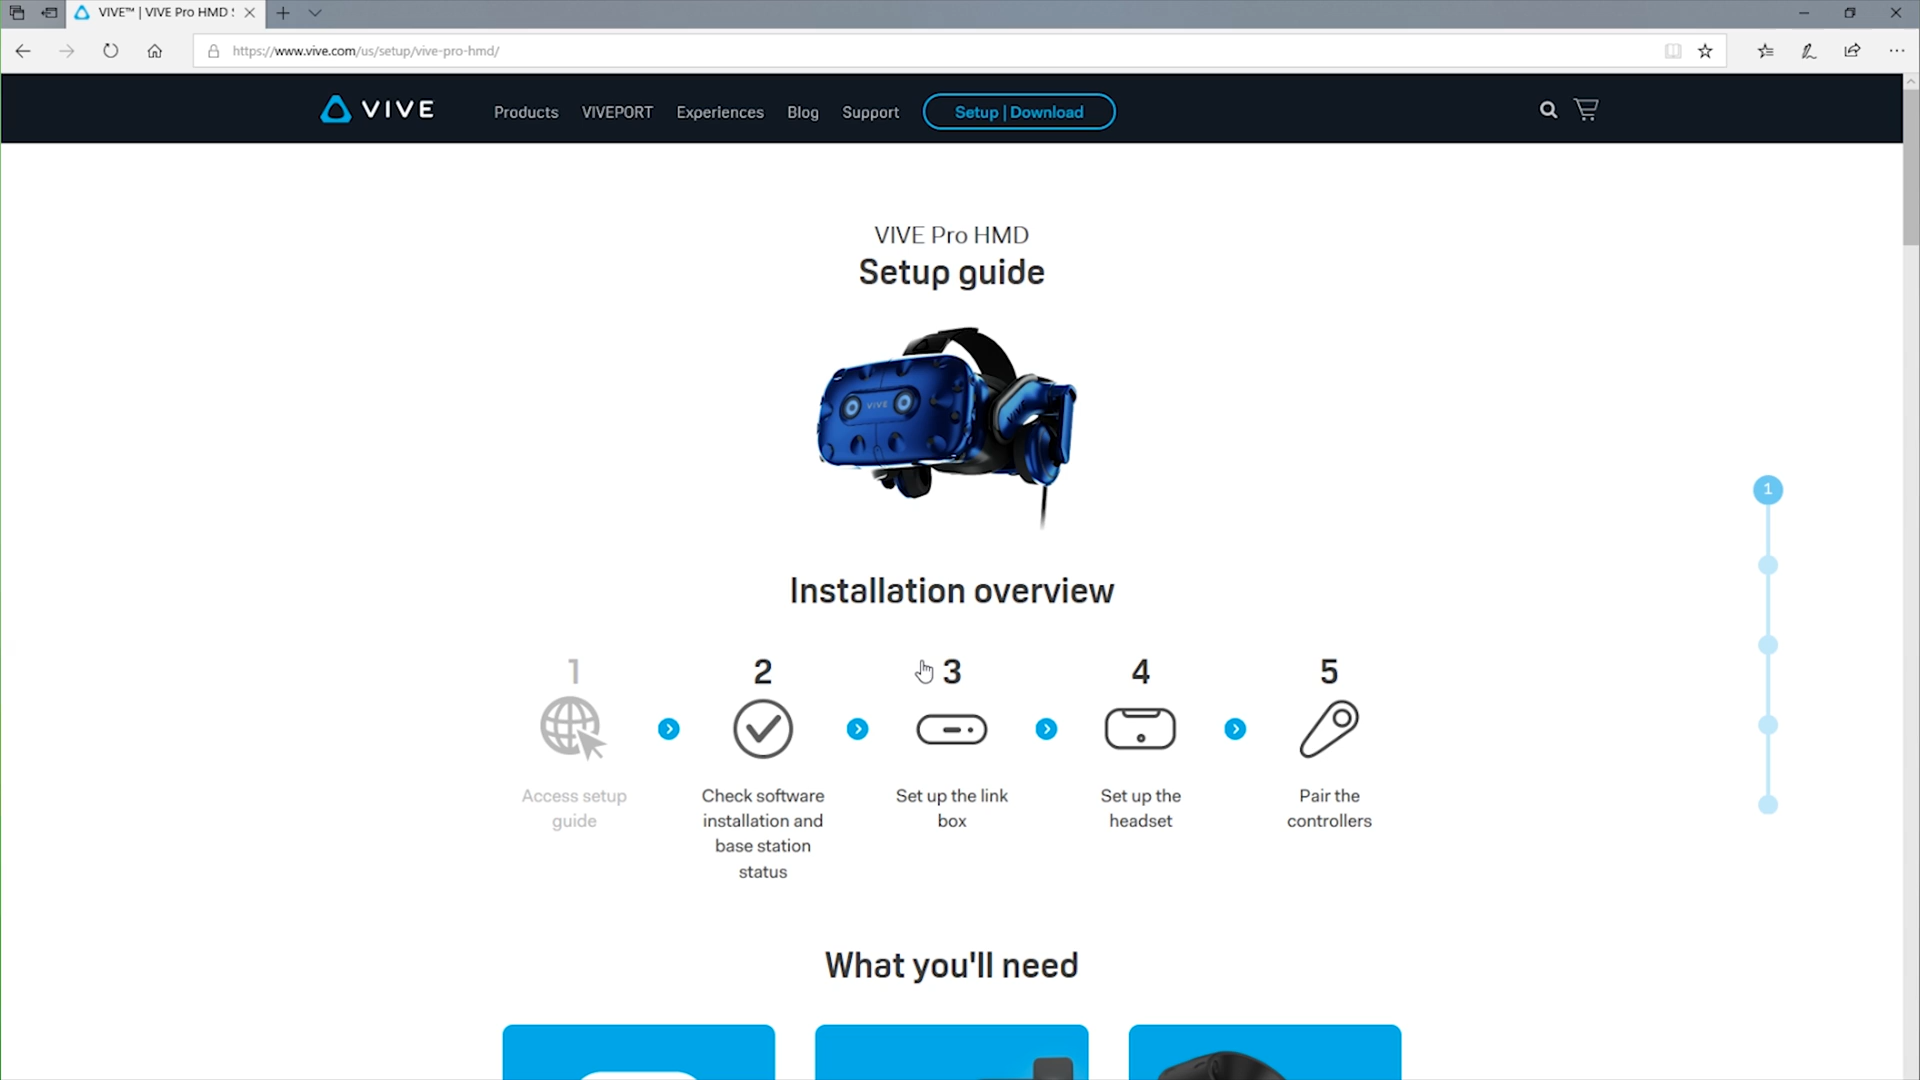 VIVE™ | VIVE Pro HMD S
https://www.vive.com/us/setup/vive-pro-hmd/
VIVE Products VIVEPORT Experiences Blog Support Setup | Download
VIVE Pro HMD
Setup guide
VIVE
VIVE
Installation overview
1 2 3 4 5
1
Access setup
guide
Check software
installation and
base station
status
Set up the link
box
Set up the
headset
Pair the
controllers
What you'll need